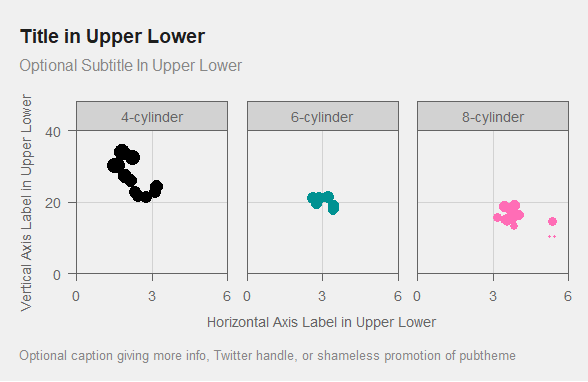 Title in Upper Lower
Optional Subtitle In Upper Lower
Vertical Axis Label in Upper Lower
4-cylinder
6-cylinder
8-cylinder
40
20
0
0 3 6
0 3 6
0 3 6
Horizontal Axis Label in Upper Lower
Optional caption giving more info, Twitter handle, or shameless promotion of pubtheme